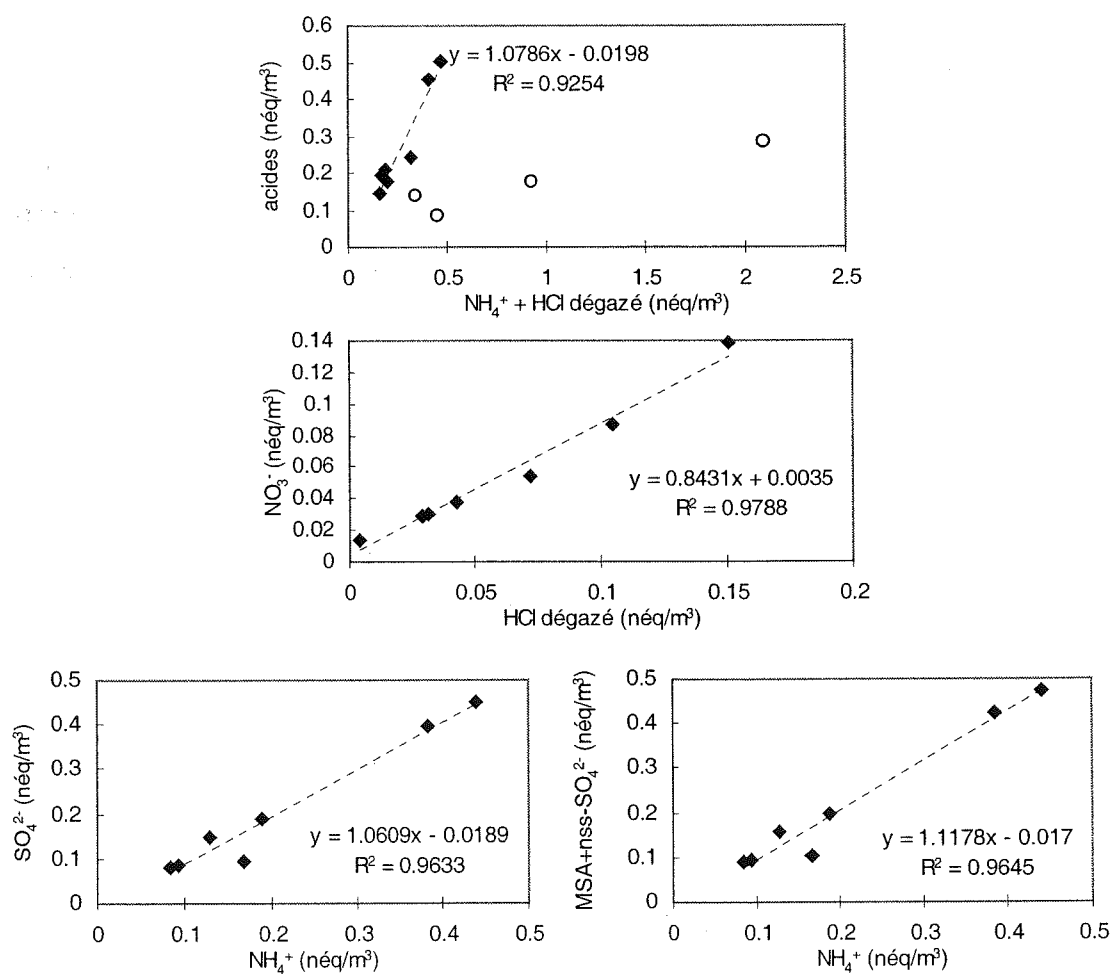 0.6
0.5
0.4
0.3
0.2
0.1
0
acides (néq/m³)
y = 1.0786x - 0.0198
R² = 0.9254
0 0.5 1 1.5 2 2.5
NH₄⁺ + HCl dégazé (néq/m³)
0.14
0.12
0.1
0.08
0.06
0.04
0.02
0
NO₃⁻ (néq/m³)
y = 0.8431x + 0.0035
R² = 0.9788
0 0.05 0.1 0.15 0.2
HCl dégazé (néq/m³)
0.5
0.4
0.3
0.2
0.1
0
SO₄²⁻ (néq/m³)
y = 1.0609x - 0.0189
R² = 0.9633
0 0.1 0.2 0.3 0.4 0.5
NH₄⁺ (néq/m³)
0.5
0.4
0.3
0.2
0.1
0
MSA+nss-SO₄²⁻ (néq/m³)
y = 1.1178x - 0.017
R² = 0.9645
0 0.1 0.2 0.3 0.4 0.5
NH₄⁺ (néq/m³)